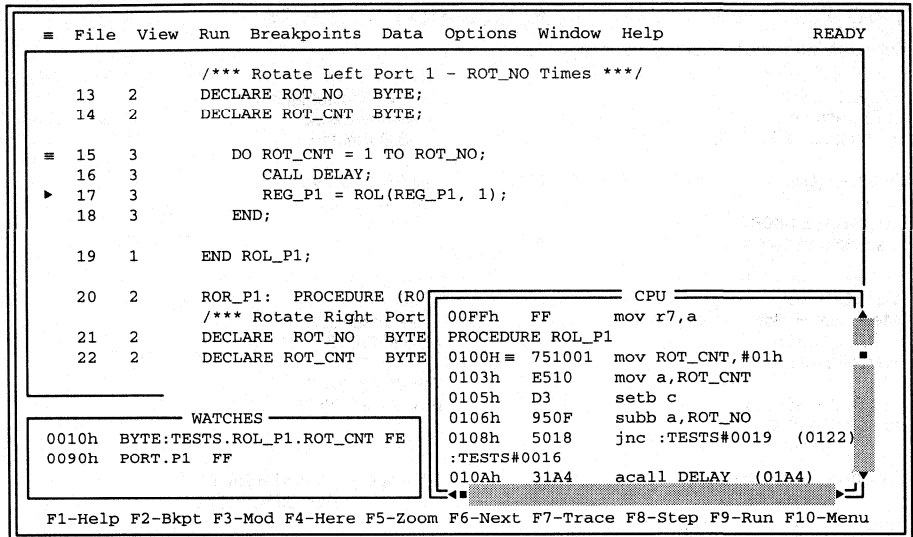 ≡ File View Run Breakpoints Data Options Window Help READY
/*** Rotate Left Port 1 - ROT_NO Times ***/
13 2 DECLARE ROT_NO BYTE;
14 2 DECLARE ROT_CNT BYTE;
≡ 15 3 DO ROT_CNT = 1 TO ROT_NO;
16 3 CALL DELAY;
► 17 3 REG_P1 = ROL(REG_P1, 1);
18 3 END;
19 1 END ROL_P1;
20 2 ROR_P1: PROCEDURE (RO
/*** Rotate Right Port
21 2 DECLARE ROT_NO BYTE
22 2 DECLARE ROT_CNT BYTE
CPU
00FFh FF mov r7,a
PROCEDURE ROL_P1
0100H≡ 751001 mov ROT_CNT,#01h
0103h E510 mov a,ROT_CNT
0105h D3 setb c
0106h 950F subb a,ROT_NO
0108h 5018 jnc :TESTS#0019 (0122)
:TESTS#0016
010Ah 31A4 acall DELAY (01A4)
WATCHES
0010h BYTE:TESTS.ROL_P1.ROT_CNT FE
0090h PORT.P1 FF
F1-Help F2-Bkpt F3-Mod F4-Here F5-Zoom F6-Next F7-Trace F8-Step F9-Run F10-Menu